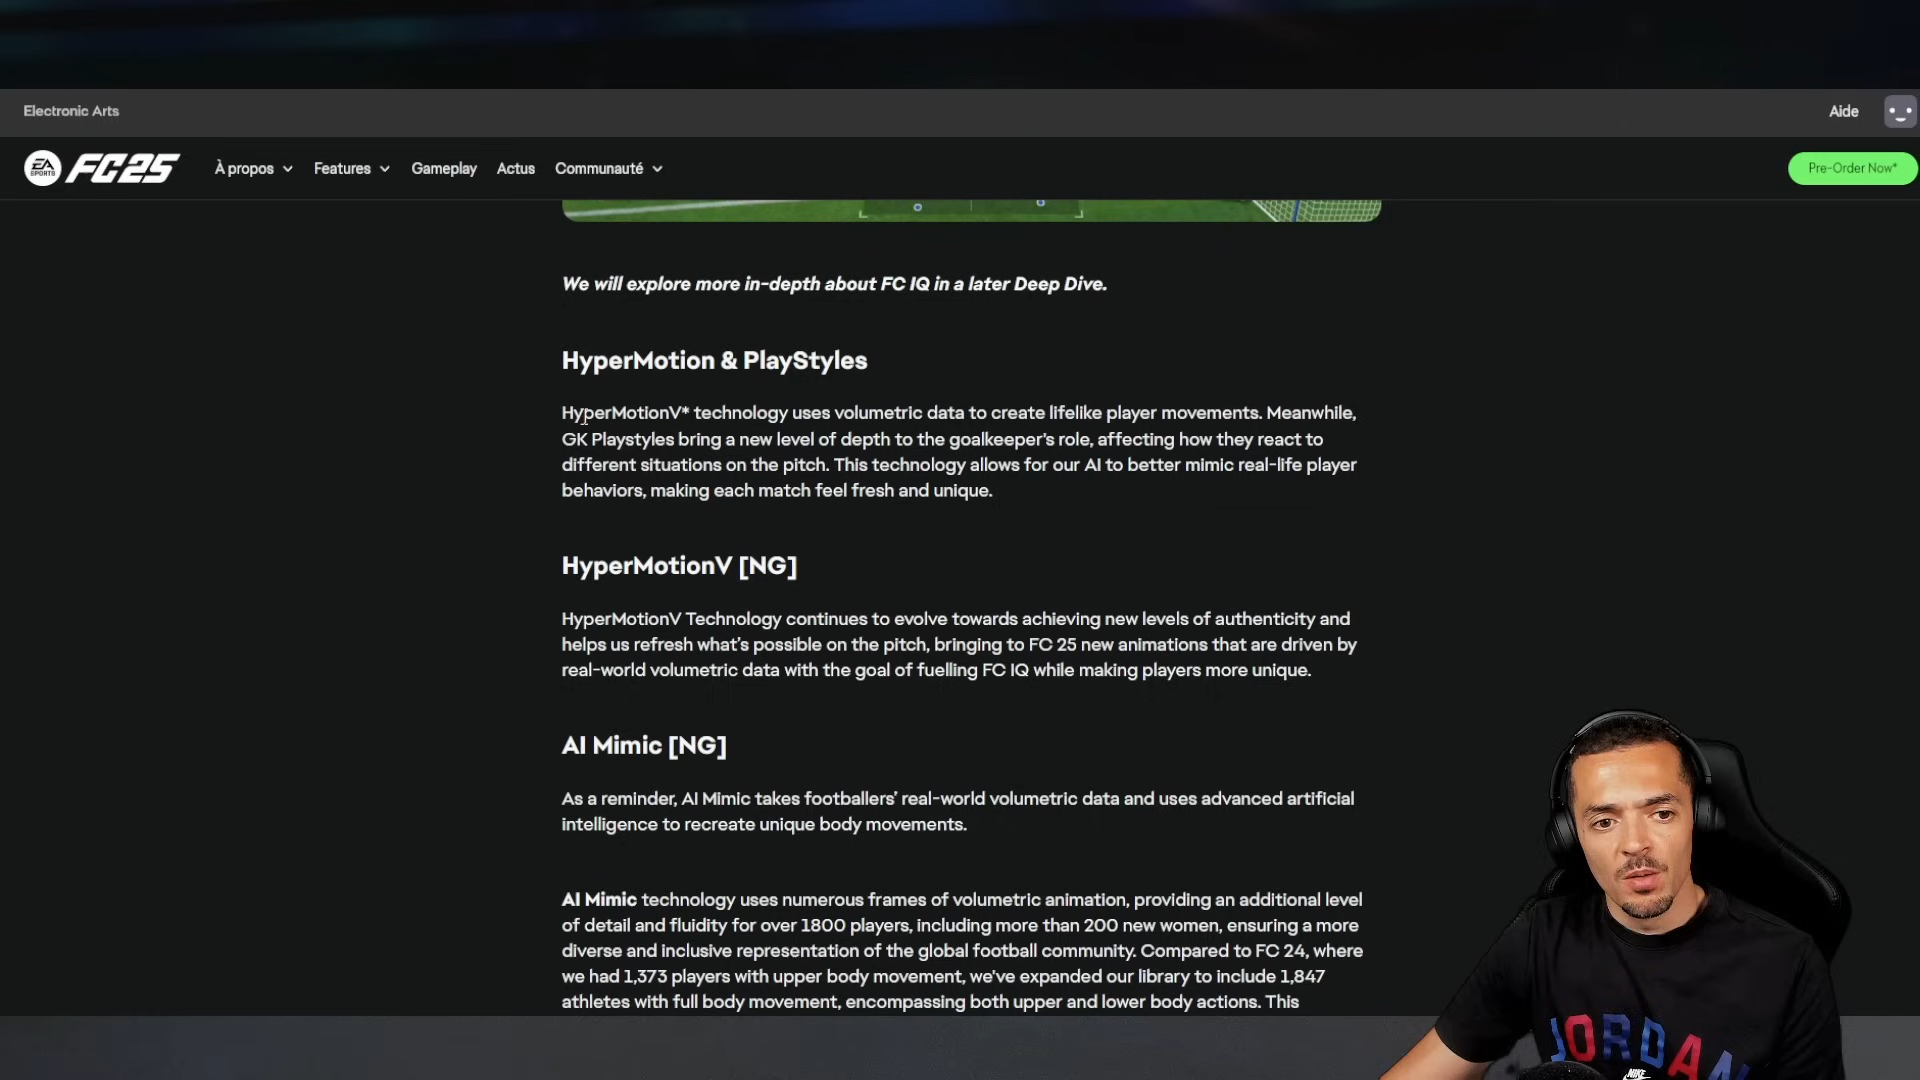 Electronic Arts
Aide
EA SPORTS FC25
À propos
Features
Gameplay
Actus
Communauté
Pre-Order Now*
We will explore more in-depth about FC IQ in a later Deep Dive.
HyperMotion & PlayStyles
HyperMotionV* technology uses volumetric data to create lifelike player movements. Meanwhile,
GK Playstyles bring a new level of depth to the goalkeeper's role, affecting how they react to
different situations on the pitch. This technology allows for our AI to better mimic real-life player
behaviors, making each match feel fresh and unique.
HyperMotionV [NG]
HyperMotionV Technology continues to evolve towards achieving new levels of authenticity and
helps us refresh what's possible on the pitch, bringing to FC 25 new animations that are driven by
real-world volumetric data with the goal of fuelling FC IQ while making players more unique.
AI Mimic [NG]
As a reminder, AI Mimic takes footballers' real-world volumetric data and uses advanced artificial
intelligence to recreate unique body movements.
AI Mimic technology uses numerous frames of volumetric animation, providing an additional level
of detail and fluidity for over 1800 players, including more than 200 new women, ensuring a more
diverse and inclusive representation of the global football community. Compared to FC 24, where
we had 1,373 players with upper body movement, we've expanded our library to include 1,847
athletes with full body movement, encompassing both upper and lower body actions. This
JORDAN
NIKE